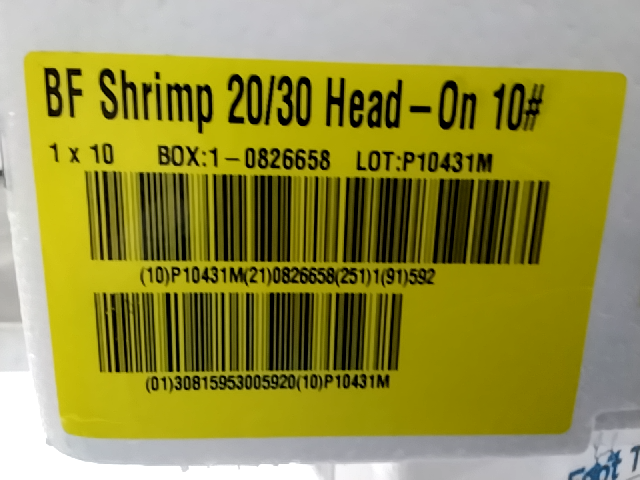 BF Shrimp 20/30 Head-On 10#
1 x 10 BOX:1-0826658 LOT:P10431M
(10)P10431M(21)0826658(251)1(91)592
(01)30815953005920(10)P10431M